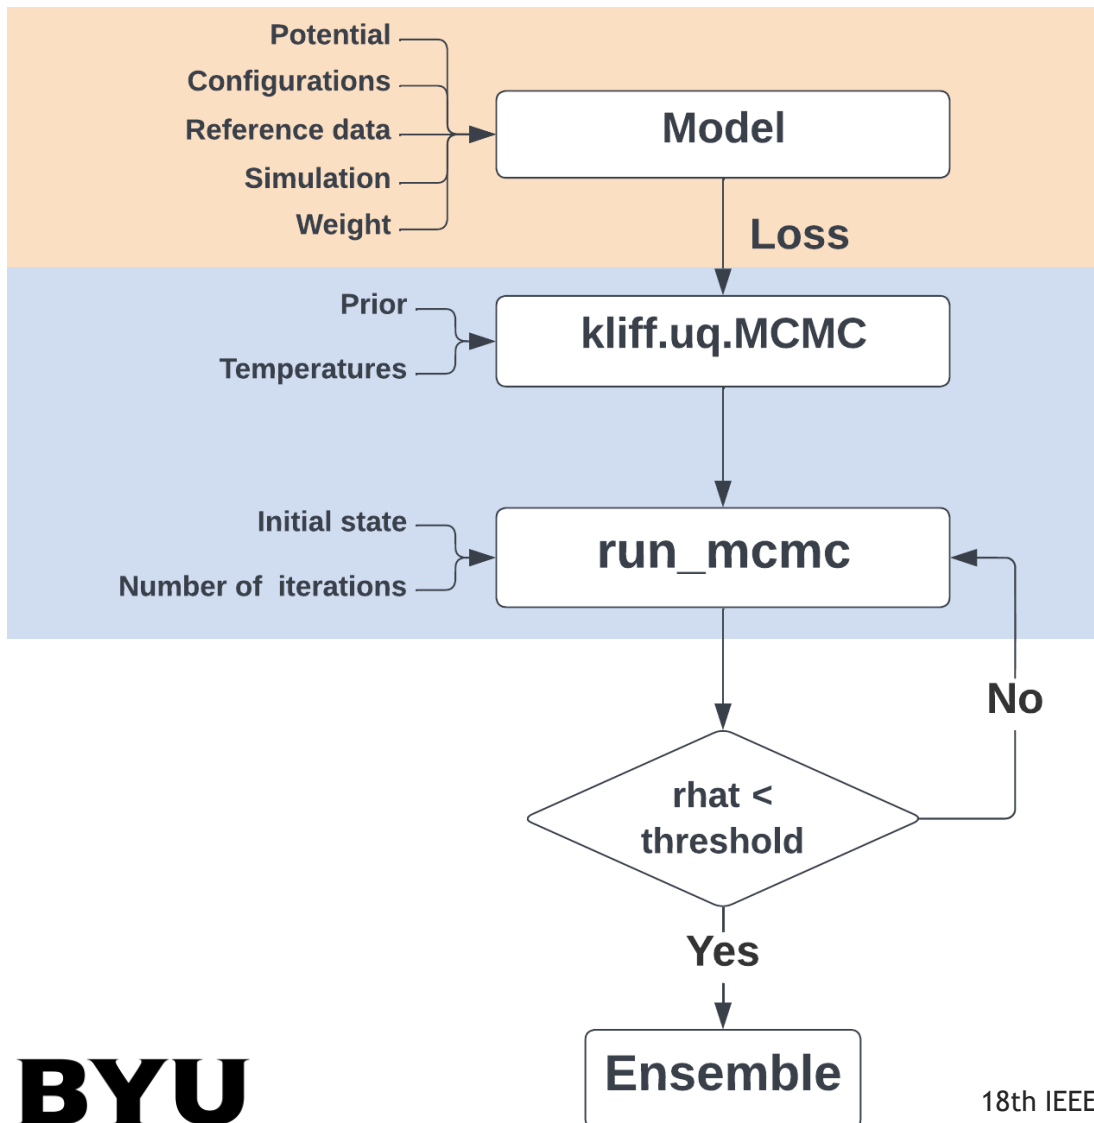 Potential
Configurations
Reference data
Simulation
Weight
Model
Loss
Prior
Temperatures
kliff.uq.MCMC
Initial state
Number of iterations
run_mcmc
No
rhat <
threshold
Yes
Ensemble
BYU
18th IEEE